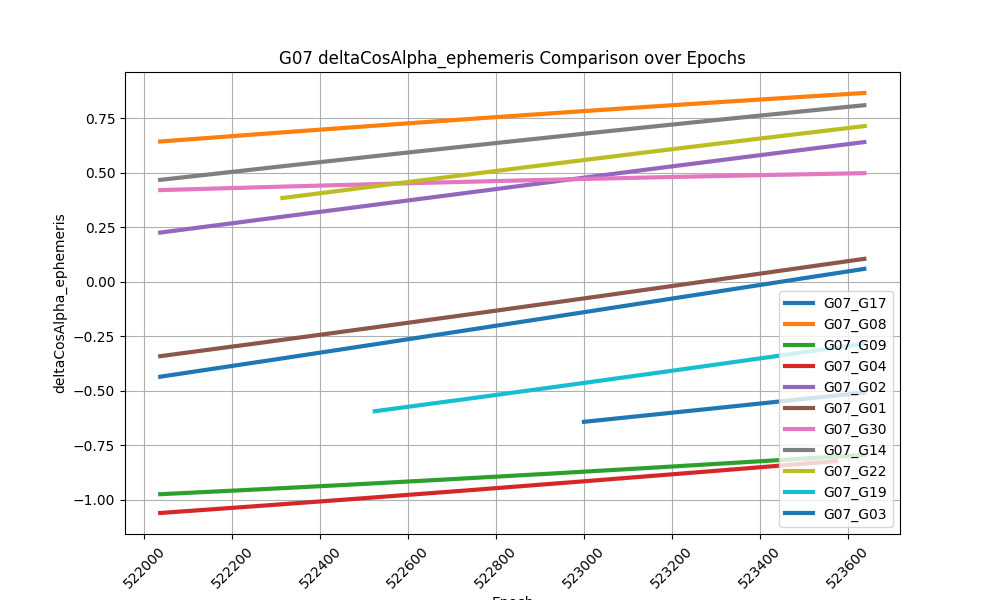 G07 deltaCosAlpha_ephemeris Comparison over Epochs
deltaCosAlpha_ephemeris
0.75
0.50
0.25
0.00
−0.25
−0.50
−0.75
−1.00
G07_G17
G07_G08
G07_G09
G07_G04
G07_G02
G07_G01
G07_G30
G07_G14
G07_G22
G07_G19
G07_G03
522000
522200
522400
522600
522800
523000
523200
523400
523600
Epoch